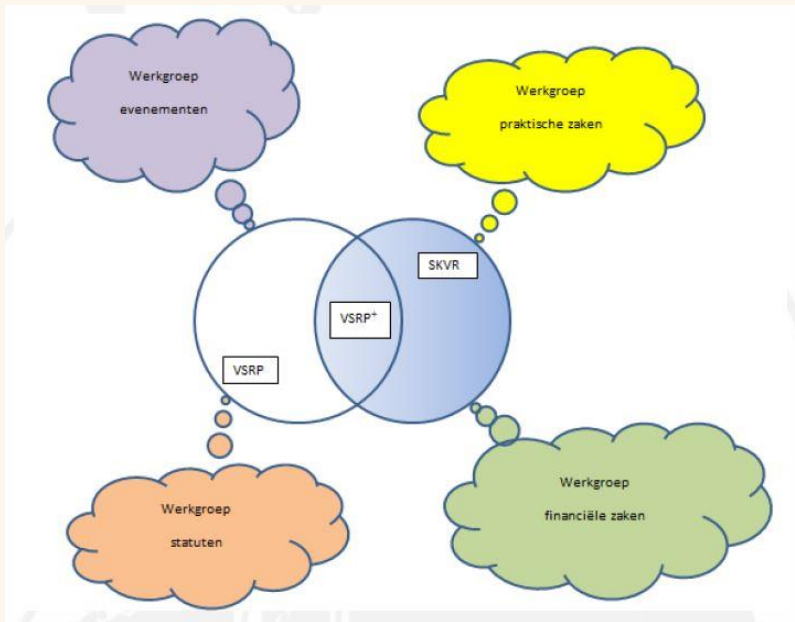 Werkgroep
evenementen
Werkgroep
praktische zaken
SKVR
VSRP⁺
VSRP
Werkgroep
statuten
Werkgroep
financiële zaken